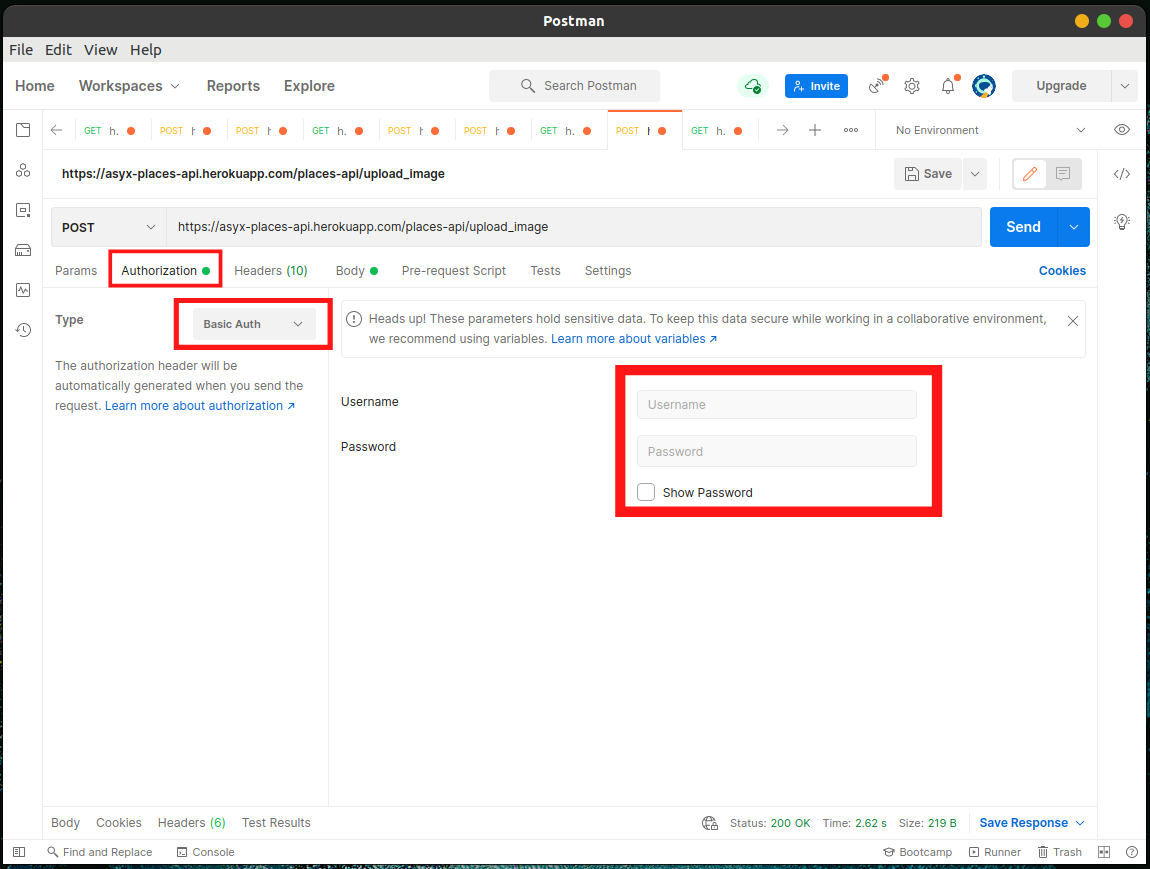 Postman
File Edit View Help
Home Workspaces Reports Explore Search Postman Invite Upgrade
GET h. POST h POST h GET h. POST h POST h GET h. POST h GET h. No Environment
https://asyx-places-api.herokuapp.com/places-api/upload_image Save
POST https://asyx-places-api.herokuapp.com/places-api/upload_image Send
Params Authorization Headers (10) Body Pre-request Script Tests Settings Cookies
Type Basic Auth
The authorization header will be
automatically generated when you send the
request. Learn more about authorization ↗
Heads up! These parameters hold sensitive data. To keep this data secure while working in a collaborative environment,
we recommend using variables. Learn more about variables ↗
Username Username
Password Password
Show Password
Body Cookies Headers (6) Test Results Status: 200 OK Time: 2.62 s Size: 219 B Save Response
Find and Replace Console Bootcamp Runner Trash